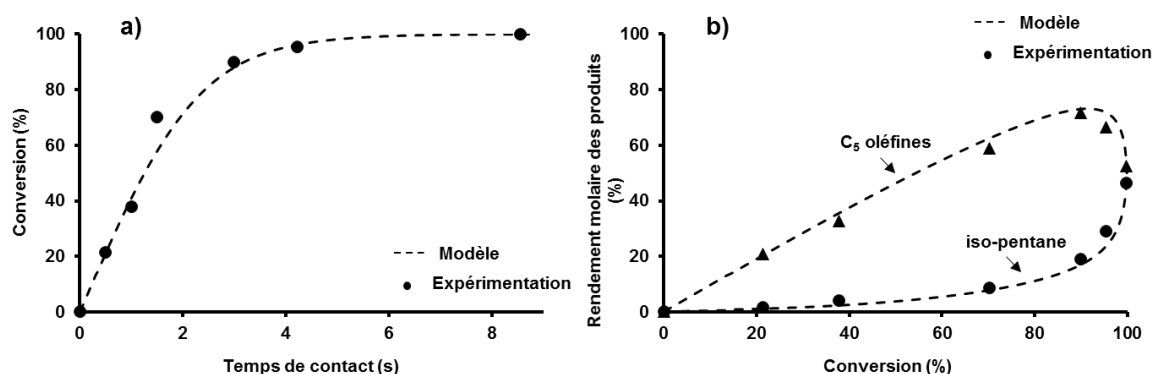 a)
100
80
60
40
20
0
Conversion (%)
0
2
4
6
8
Temps de contact (s)
Modèle
Expérimentation
b)
Modèle
Expérimentation
100
80
60
40
20
0
Rendement molaire des produits
(%)
C5 oléfines
iso-pentane
0
20
40
60
80
100
Conversion (%)